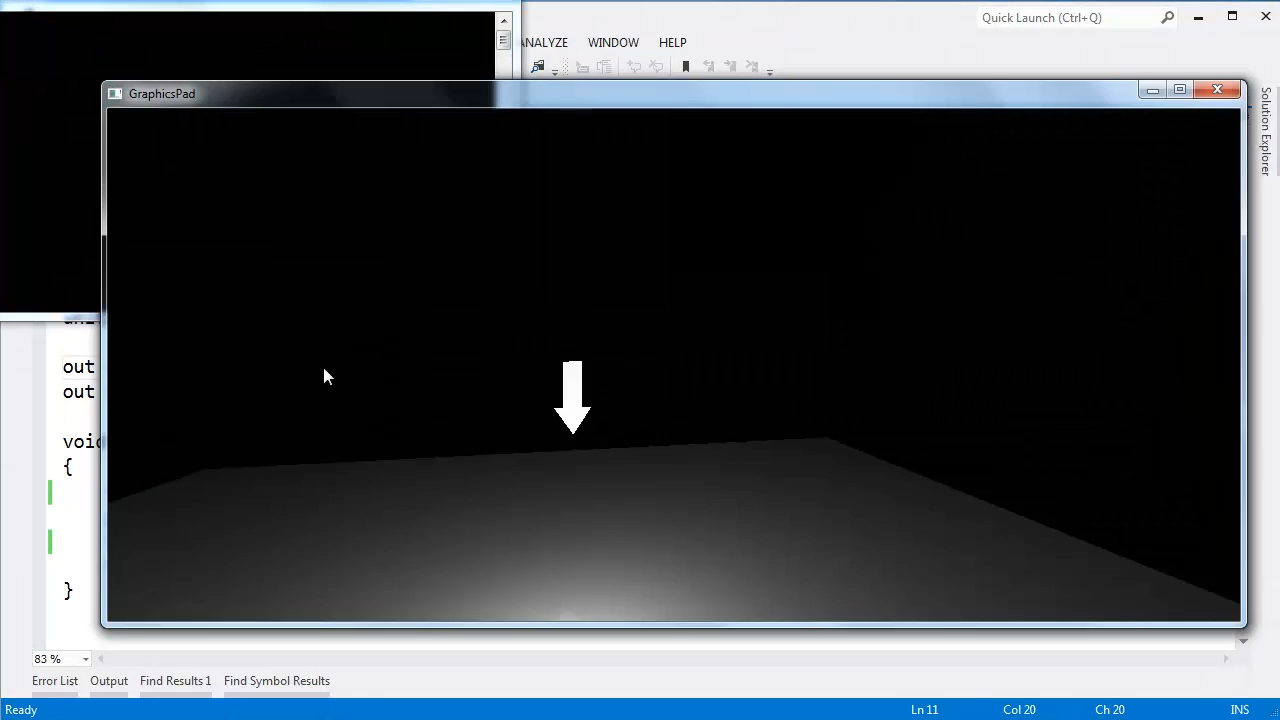 Quick Launch (Ctrl+Q)
ANALYZE WINDOW HELP
GraphicsPad
Solution Explorer
out
out
void
{
}
83 %
Error List Output Find Results 1 Find Symbol Results
Ready Ln 11 Col 20 Ch 20 INS